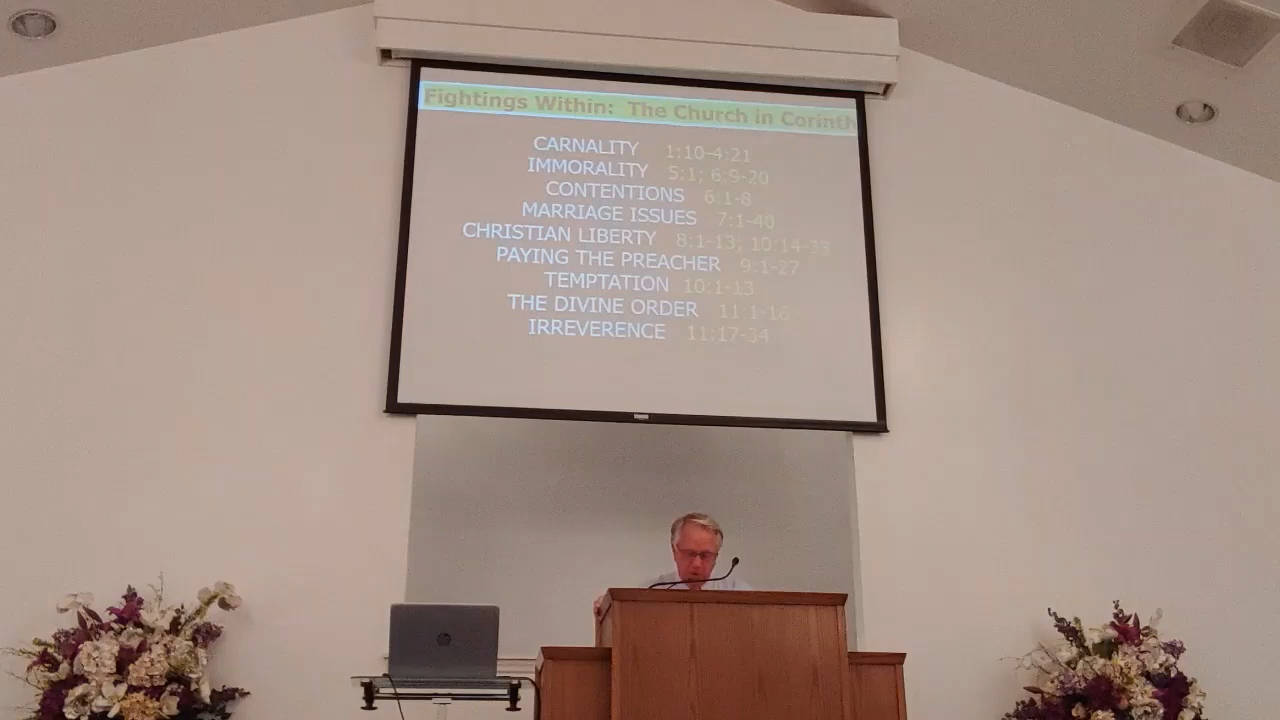 Fightings Within: The Church in Corinth
CARNALITY 1:10-4:21
IMMORALITY 5:1; 6:9-20
CONTENTIONS 6:1-8
MARRIAGE ISSUES 7:1-40
CHRISTIAN LIBERTY 8:1-13; 10:14-33
PAYING THE PREACHER 9:1-27
TEMPTATION 10:1-13
THE DIVINE ORDER 11:1-16
IRREVERENCE 11:17-34
hp